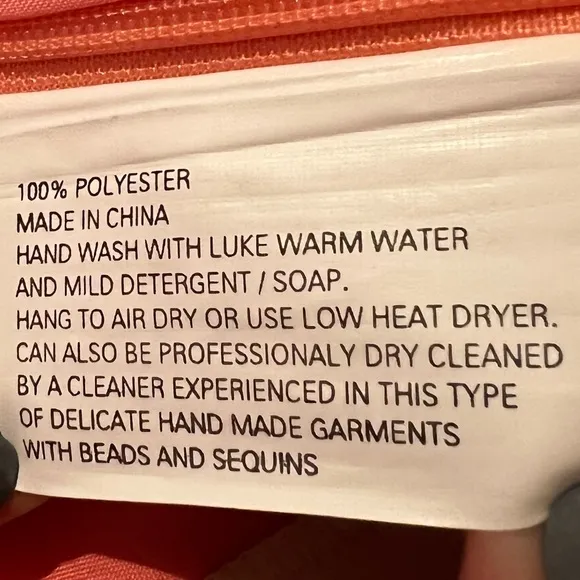 100% POLYESTER
MADE IN CHINA
HAND WASH WITH LUKE WARM WATER
AND MILD DETERGENT / SOAP.
HANG TO AIR DRY OR USE LOW HEAT DRYER.
CAN ALSO BE PROFESSIONALY DRY CLEANED
BY A CLEANER EXPERIENCED IN THIS TYPE
OF DELICATE HAND MADE GARMENTS
WITH BEADS AND SEQUINS